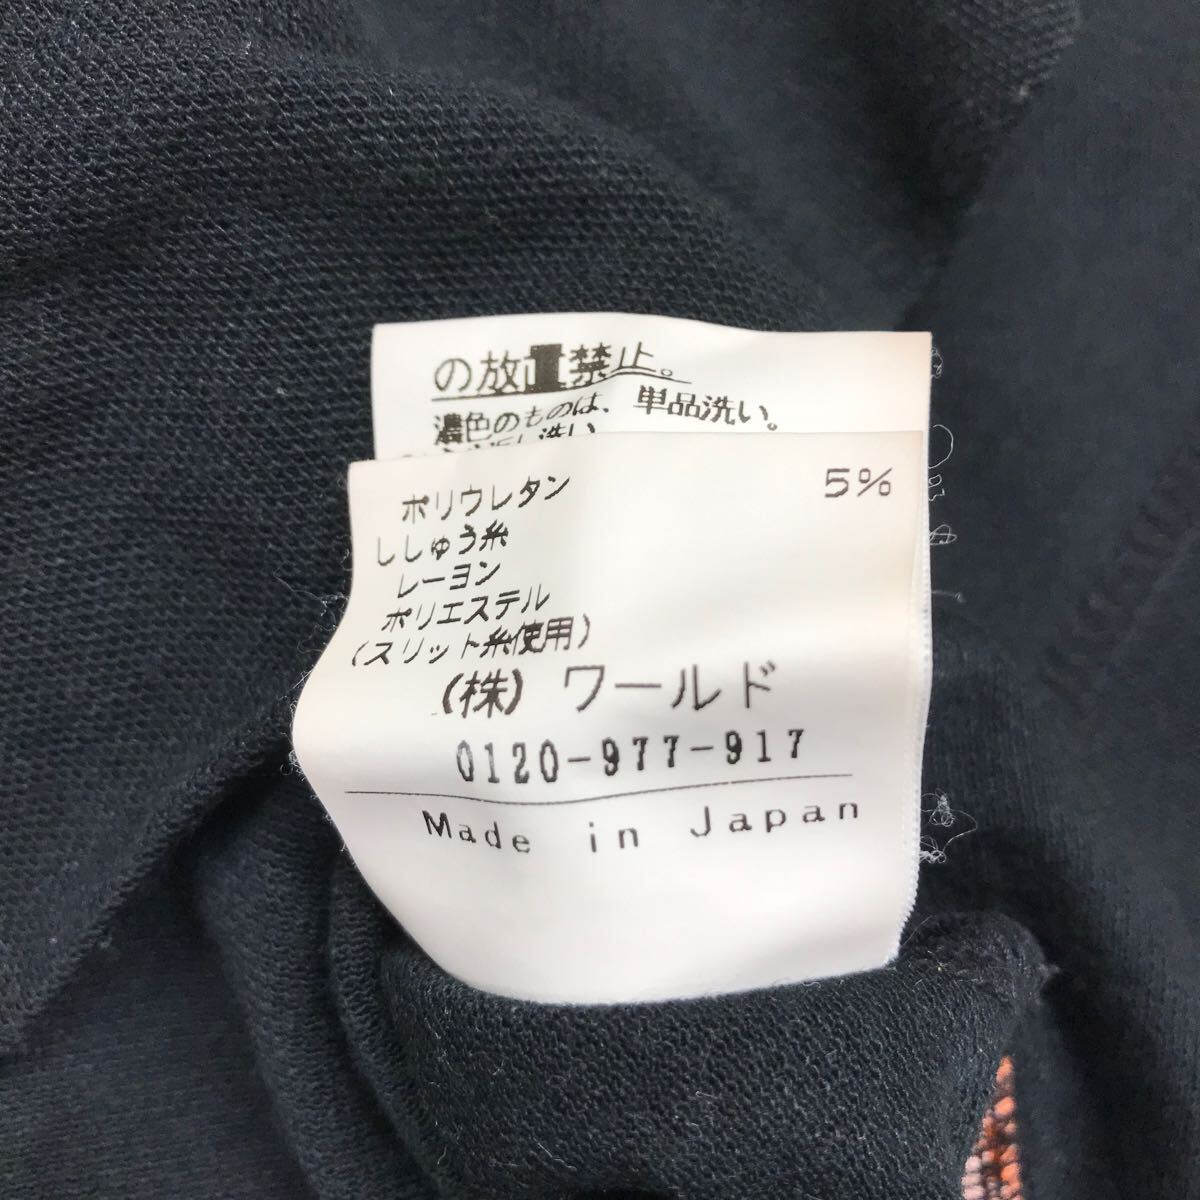 の放置禁止。
濃色のものは、単品洗い。
ポリウレタン 5%
ししゅう糸
レーヨン
ポリエステル
(スリット糸使用)
(株)ワールド
0120-977-917
Made in Japan